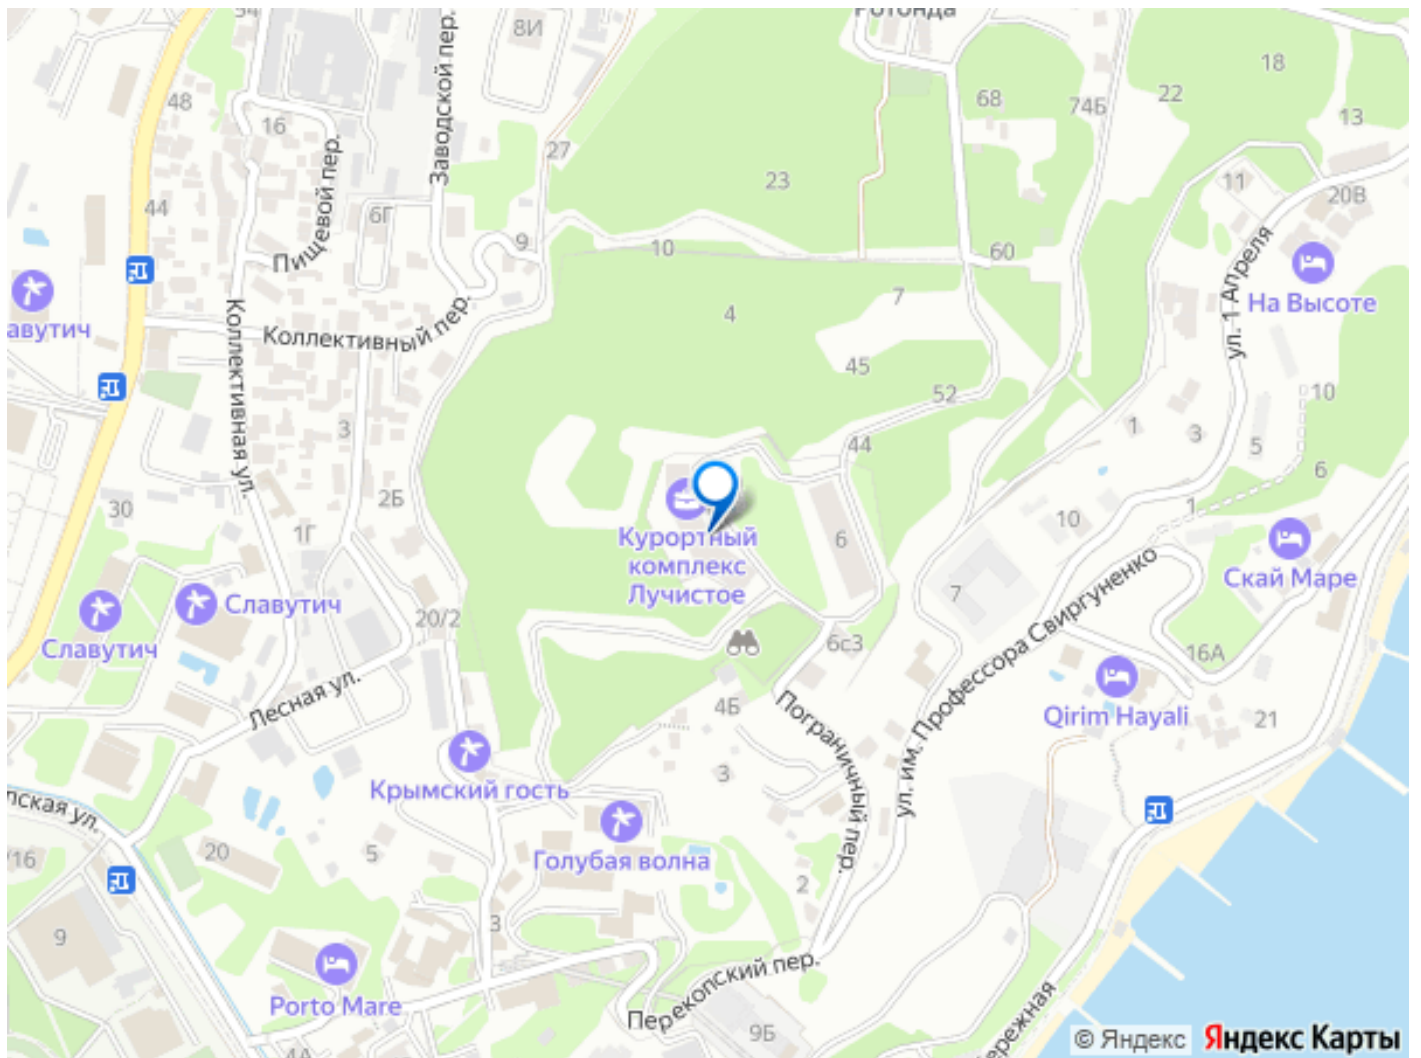 34
8И
Ротонда
Заводской пер.
48
16
68
74Б
22
18
13
27
23
Пищевой пер.
44
6Г
11
20В
9
10
60
ул. 1 Апреля
авутич
Коллективный пер.
Коллективная ул.
4
7
На Высоте
45
52
10
3
44
1
3
5
6
2Б
30
1Г
Курортный
комплекс
Лучистое
6
10
1
Скай Маре
Славутич
7
Славутич
20/2
ул. им. Профессора Свиргуненко
6с3
16А
Лесная ул.
4Б
Пограничный пер.
Qirim Hayali
21
3
Крымский гость
пская ул.
/16
20
5
Голубая волна
2
9
3
Porto Mare
Перекопский пер.
9Б
ережная
4А
© Яндекс Яндекс Карты